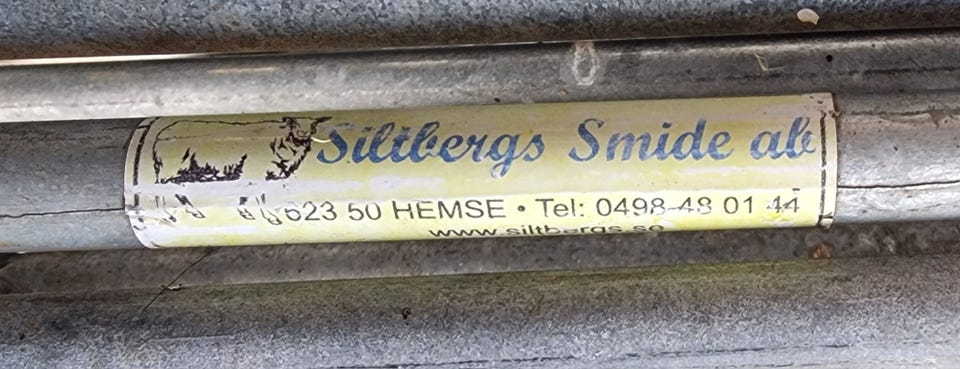 Siltbergs Smide ab
623 50 HEMSE • Tel: 0498-48 01 44
www.siltbergs.se